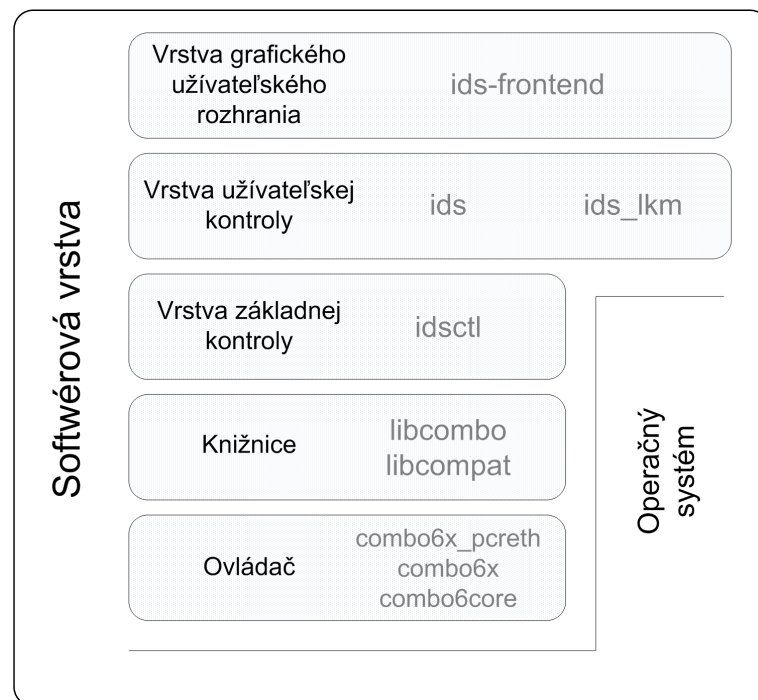 Softwérová vrstva
Vrstva grafického
užívateľského
rozhrania
ids-frontend
Vrstva užívateľskej
kontroly
ids
ids_lkm
Vrstva základnej
kontroly
idsctl
Knižnice
libcombo
libcompat
Ovládač
combo6x_pcreth
combo6x
combo6core
Operačný
systém